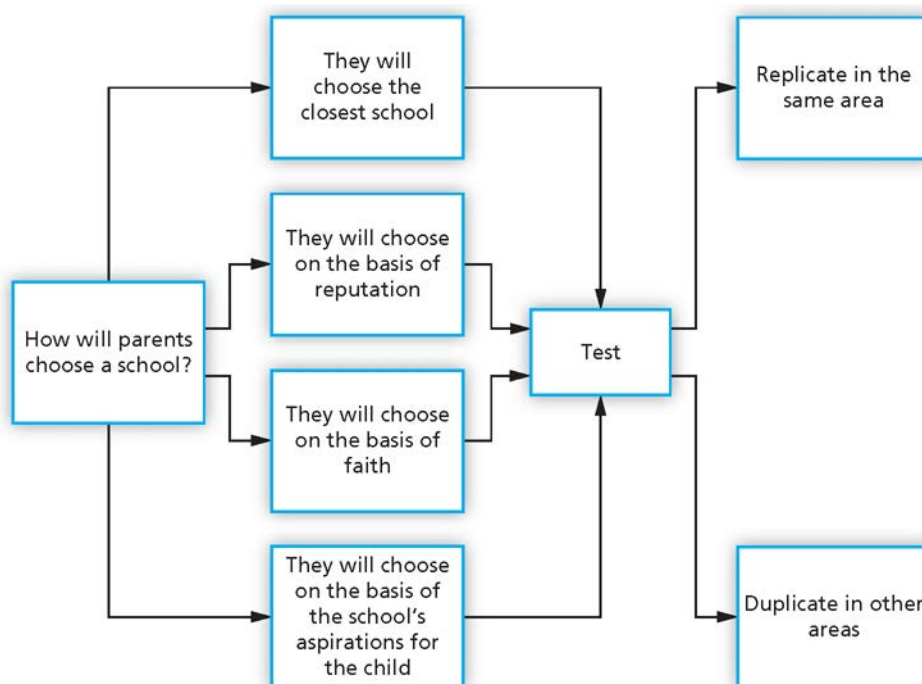 They will
choose the
closest school
Replicate in the
same area
They will choose
on the basis of
reputation
How will parents
choose a school?
Test
They will choose
on the basis of
faith
They will choose
on the basis of
the school's
aspirations for
the child
Duplicate in other
areas